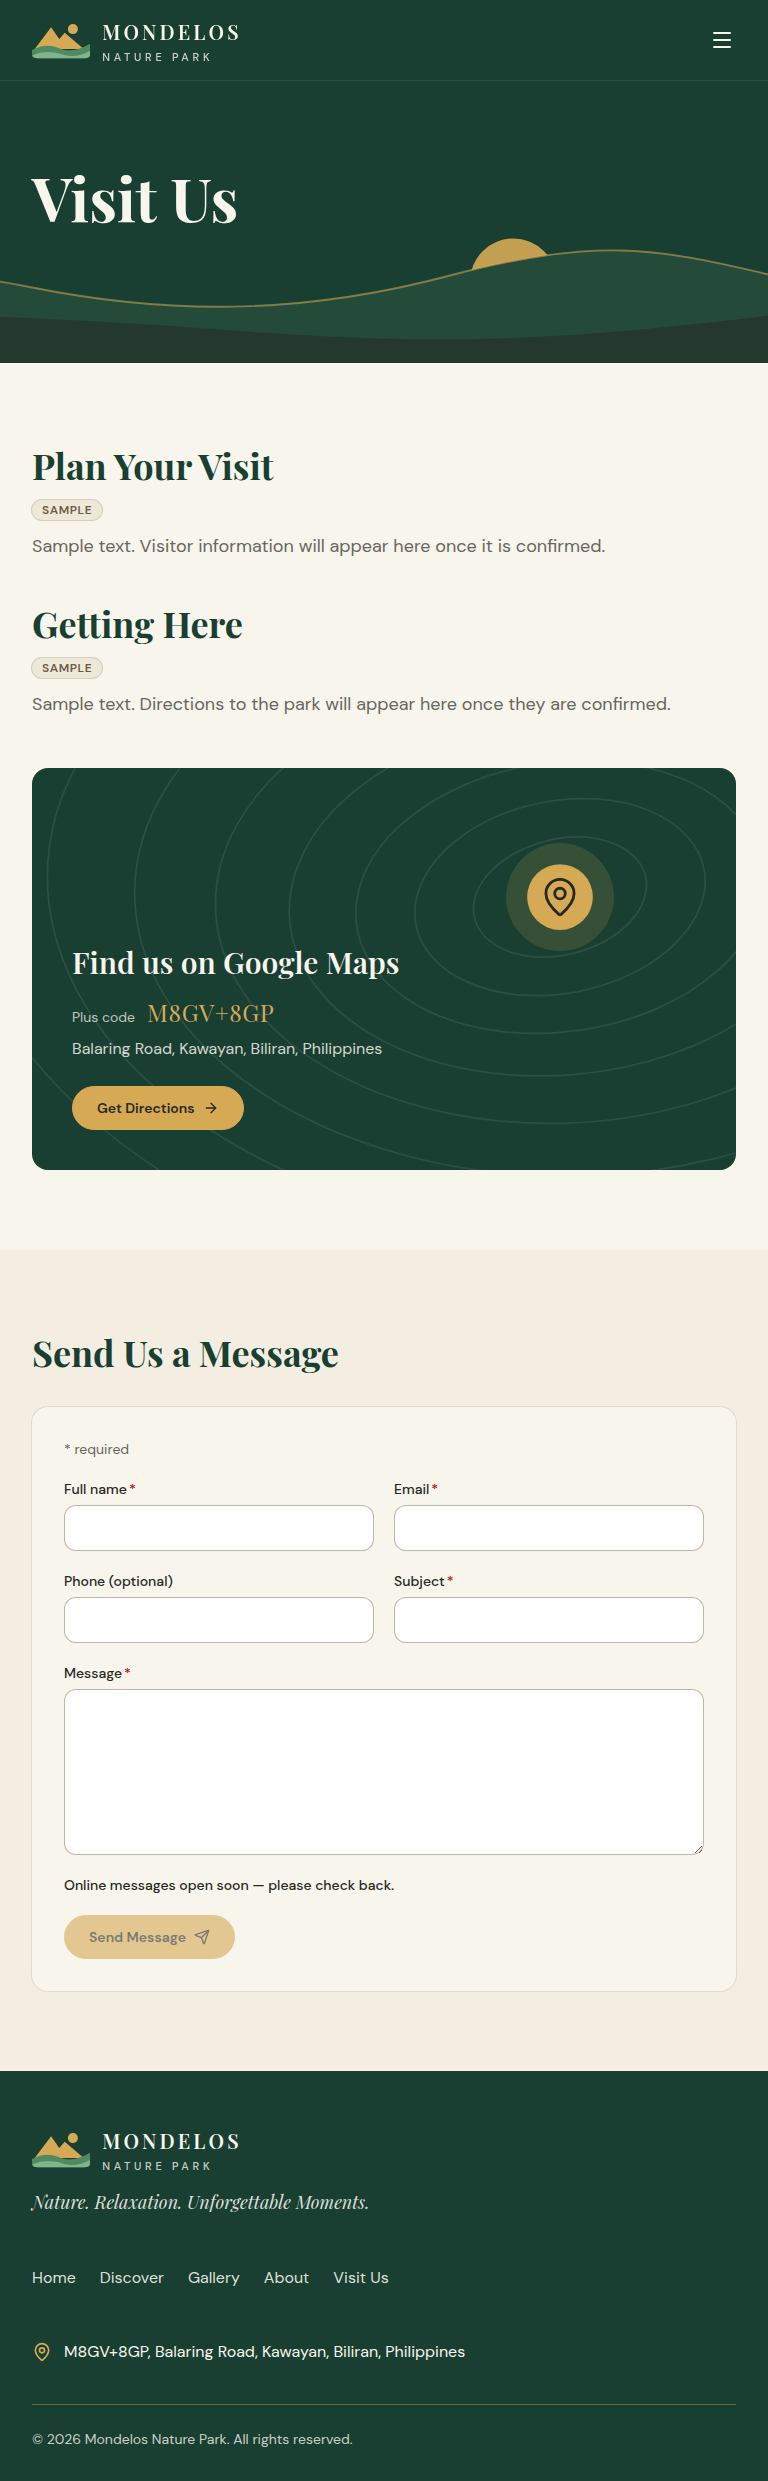 MONDELOS
NATURE PARK
Visit Us
Plan Your Visit
SAMPLE
Sample text. Visitor information will appear here once it is confirmed.
Getting Here
SAMPLE
Sample text. Directions to the park will appear here once they are confirmed.
Find us on Google Maps
Plus code M8GV+8GP
Balaring Road, Kawayan, Biliran, Philippines
Get Directions
Send Us a Message
* required
Full name* Email*
Phone (optional) Subject*
Message*
Online messages open soon — please check back.
Send Message
MONDELOS
NATURE PARK
Nature. Relaxation. Unforgettable Moments.
Home Discover Gallery About Visit Us
M8GV+8GP, Balaring Road, Kawayan, Biliran, Philippines
© 2026 Mondelos Nature Park. All rights reserved.